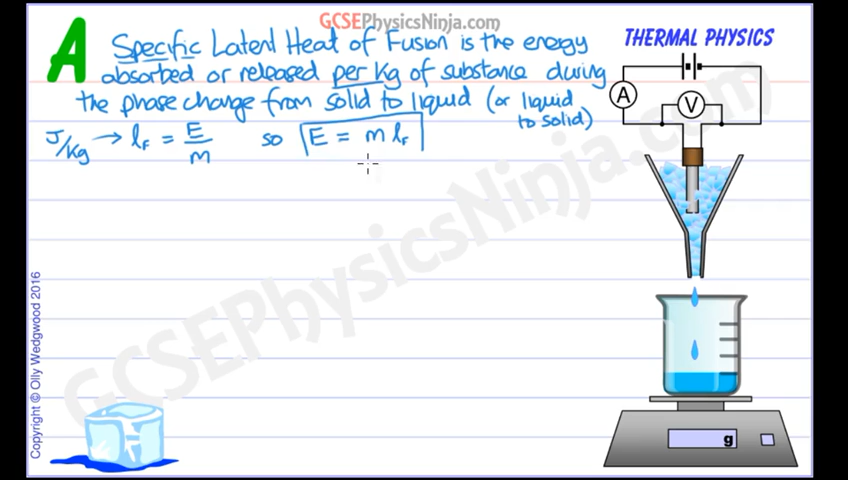 GCSEPhysicsNinja.com
A
Specific Latent Heat of Fusion is the energy
absorbed or released per Kg of substance during
the phase change from solid to liquid (or liquid
to solid)
J/Kg → lF = E/m so E = m lF
THERMAL PHYSICS
A
V
g
Copyright © Olly Wedgwood 2016
GCSEPhysicsNinja.com